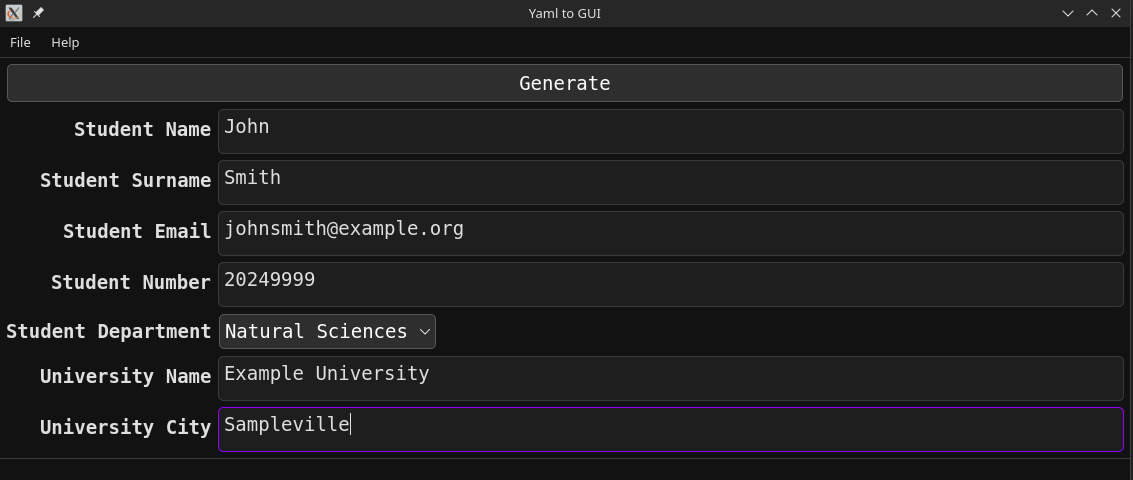 Yaml to GUI
File Help
Generate
Student Name John
Student Surname Smith
Student Email johnsmith@example.org
Student Number 20249999
Student Department Natural Sciences
University Name Example University
University City Sampleville